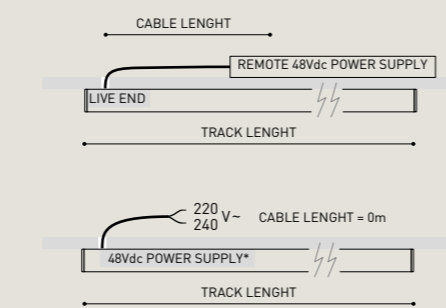 CABLE LENGHT
REMOTE 48Vdc POWER SUPPLY
LIVE END
TRACK LENGHT
220
240 V~ CABLE LENGHT = 0m
48Vdc POWER SUPPLY*
TRACK LENGHT